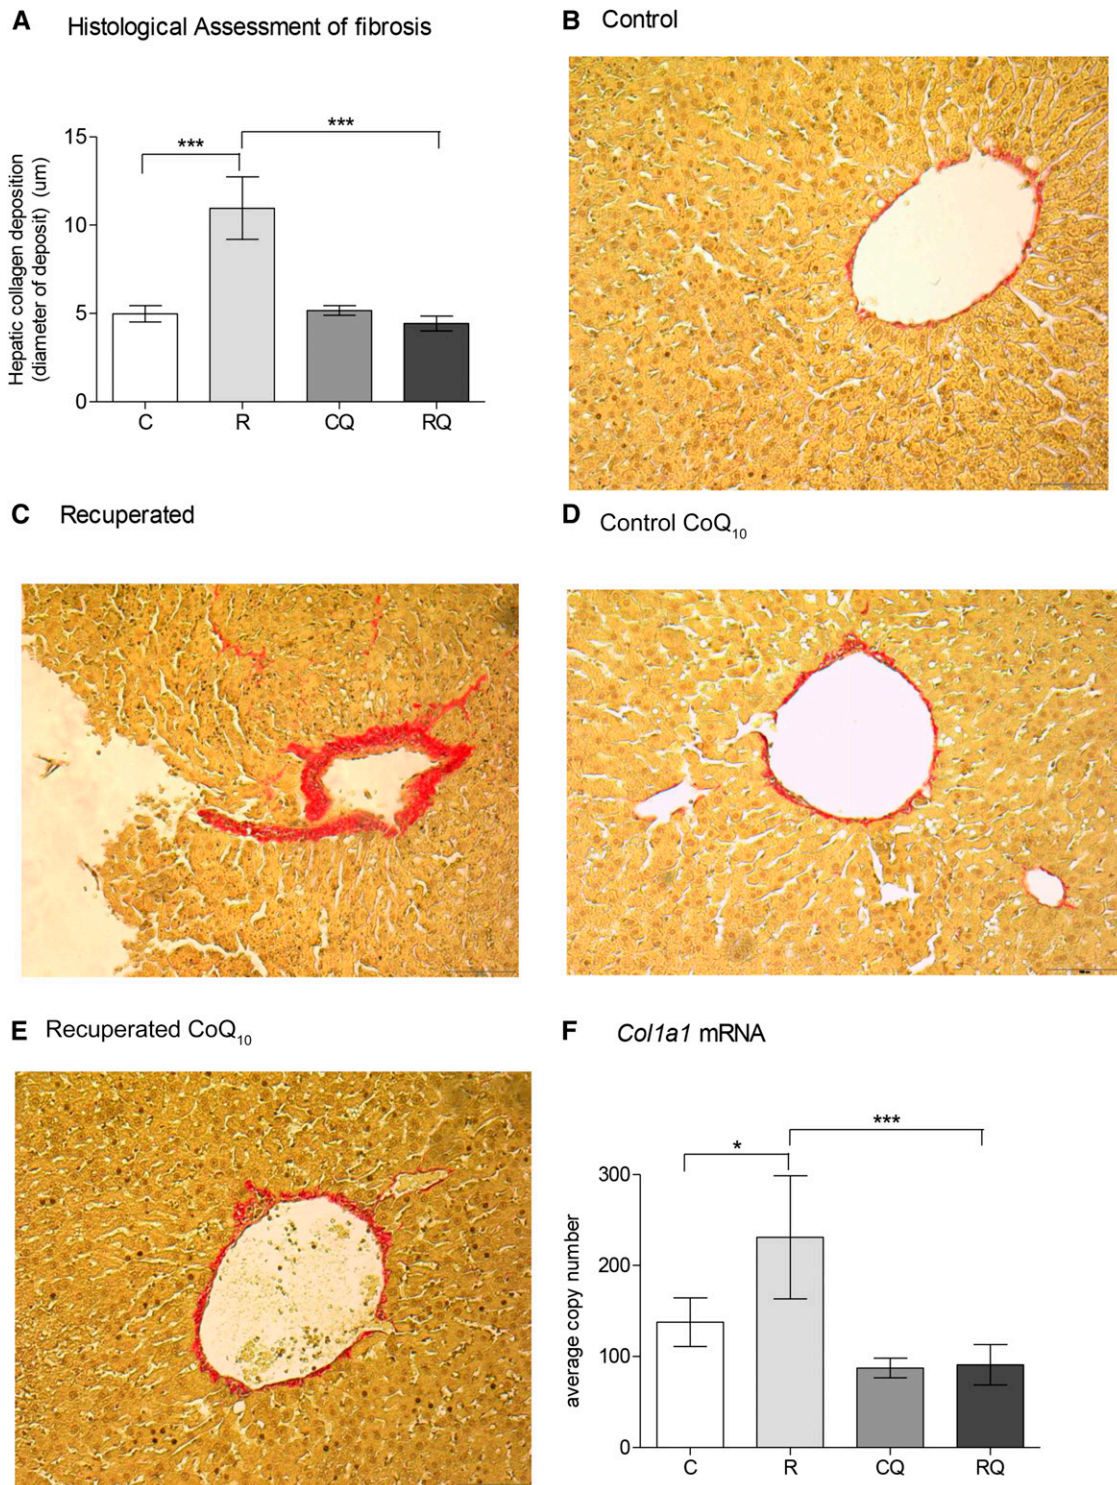 A Histological Assessment of fibrosis
Hepatic collagen deposition
(diameter of deposit) (um)
15
10
5
0
***
***
C R CQ RQ
B Control
C Recuperated
D Control CoQ₁₀
E Recuperated CoQ₁₀
F Col1a1 mRNA
average copy number
300
200
100
0
*
***
C R CQ RQ